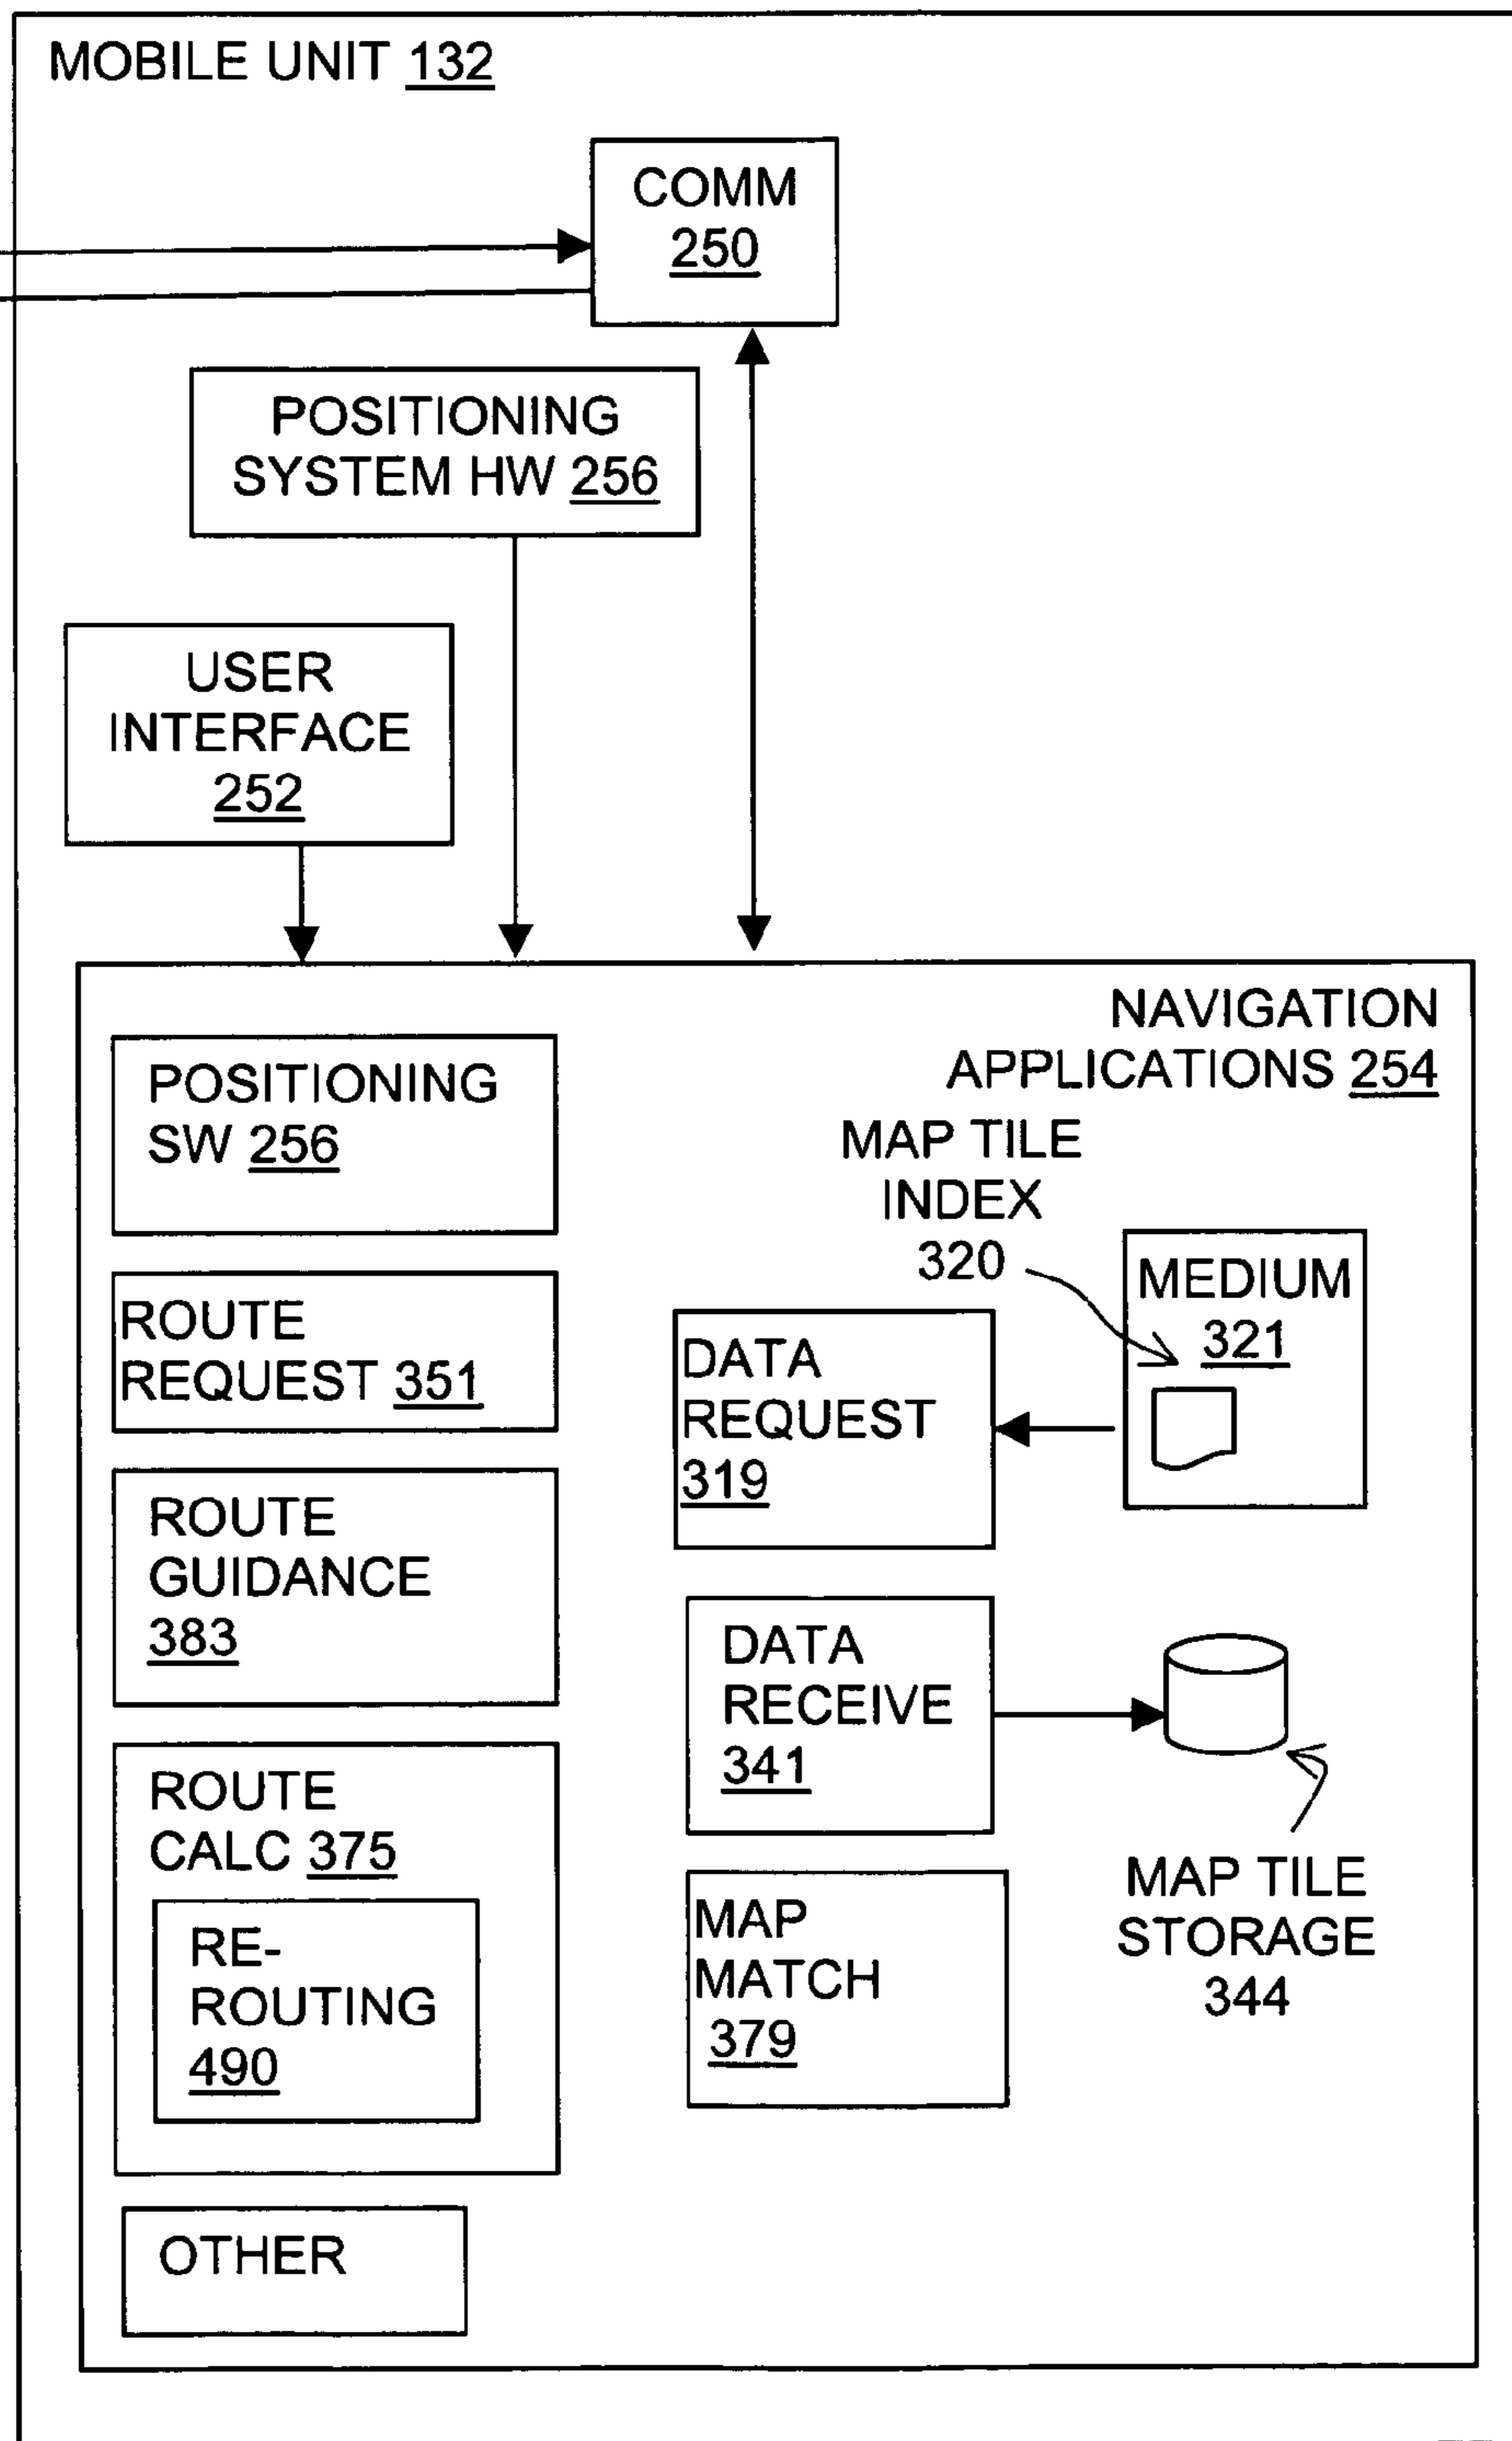 MOBILE UNIT 132
COMM
250
POSITIONING
SYSTEM HW 256
USER
INTERFACE
252
NAVIGATION
APPLICATIONS 254
POSITIONING
SW 256
ROUTE
REQUEST 351
ROUTE
GUIDANCE
383
ROUTE
CALC 375
RE-
ROUTING
490
OTHER
MAP TILE
INDEX
320
MEDIUM
321
DATA
REQUEST
319
DATA
RECEIVE
341
MAP TILE
STORAGE
344
MAP
MATCH
379